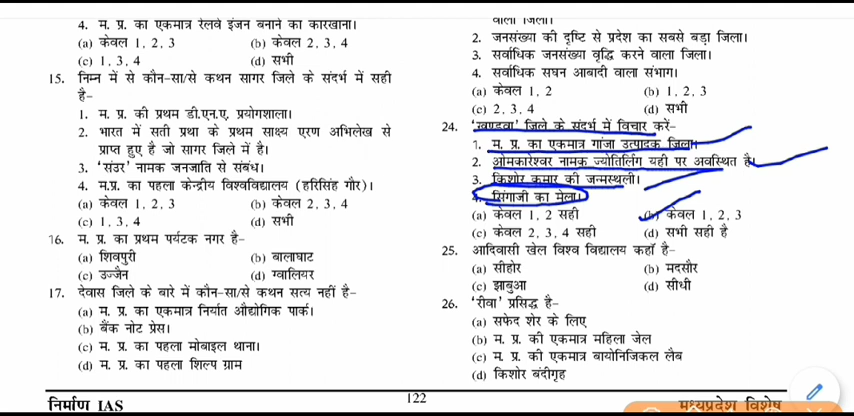 4. म. प्र. का एकमात्र रेलवे इंजन बनाने का कारखाना।
(a) केवल 1, 2, 3 (b) केवल 2, 3, 4
(c) 1, 3, 4 (d) सभी
15. निम्न में से कौन-सा/से कथन सागर जिले के संदर्भ में सही
है-
1. म. प्र. की प्रथम डी.एन.ए. प्रयोगशाला।
2. भारत में सती प्रथा के प्रथम साक्ष्य एरण अभिलेख से
प्राप्त हुए है जो सागर जिले में है।
3. 'संउर' नामक जनजाति से संबंध।
4. म.प्र. का पहला केन्द्रीय विश्वविद्यालय (हरिसिंह गौर)।
(a) केवल 1, 2, 3 (b) केवल 2, 3, 4
(c) 1, 3, 4 (d) सभी
16. म. प्र. का प्रथम पर्यटक नगर है-
(a) शिवपुरी (b) बालाघाट
(c) उज्जैन (d) ग्वालियर
17. देवास जिले के बारे में कौन-सा/से कथन सत्य नहीं है-
(a) म. प्र. का एकमात्र निर्यात औद्योगिक पार्क।
(b) बैंक नोट प्रेस।
(c) म. प्र. का पहला मोबाइल थाना।
(d) म. प्र. का पहला शिल्प ग्राम
वाला जिला।
2. जनसंख्या की दृष्टि से प्रदेश का सबसे बड़ा जिला।
3. सर्वाधिक जनसंख्या वृद्धि करने वाला जिला।
4. सर्वाधिक सघन आबादी वाला संभाग।
(a) केवल 1, 2 (b) 1, 2, 3
(c) 2, 3, 4 (d) सभी
24. 'खण्डवा' जिले के संदर्भ में विचार करें-
1. म. प्र. का एकमात्र गांजा उत्पादक जिला।
2. ओमकारेश्वर नामक ज्योतिर्लिंग यही पर अवस्थित है।
3. किशोर कुमार की जन्मस्थली।
4. सिंगाजी का मेला।
(a) केवल 1, 2 सही (b) केवल 1, 2, 3
(c) केवल 2, 3, 4 सही (d) सभी सही है
25. आदिवासी खेल विश्व विद्यालय कहाँ है-
(a) सीहोर (b) मदसौर
(c) झाबुआ (d) सीधी
26. 'रीवा' प्रसिद्ध है-
(a) सफेद शेर के लिए
(b) म. प्र. की एकमात्र महिला जेल
(c) म. प्र. की एकमात्र बायोनिजिकल लैब
(d) किशोर बंदीगृह
निर्माण IAS 122 मध्यप्रदेश विशेष